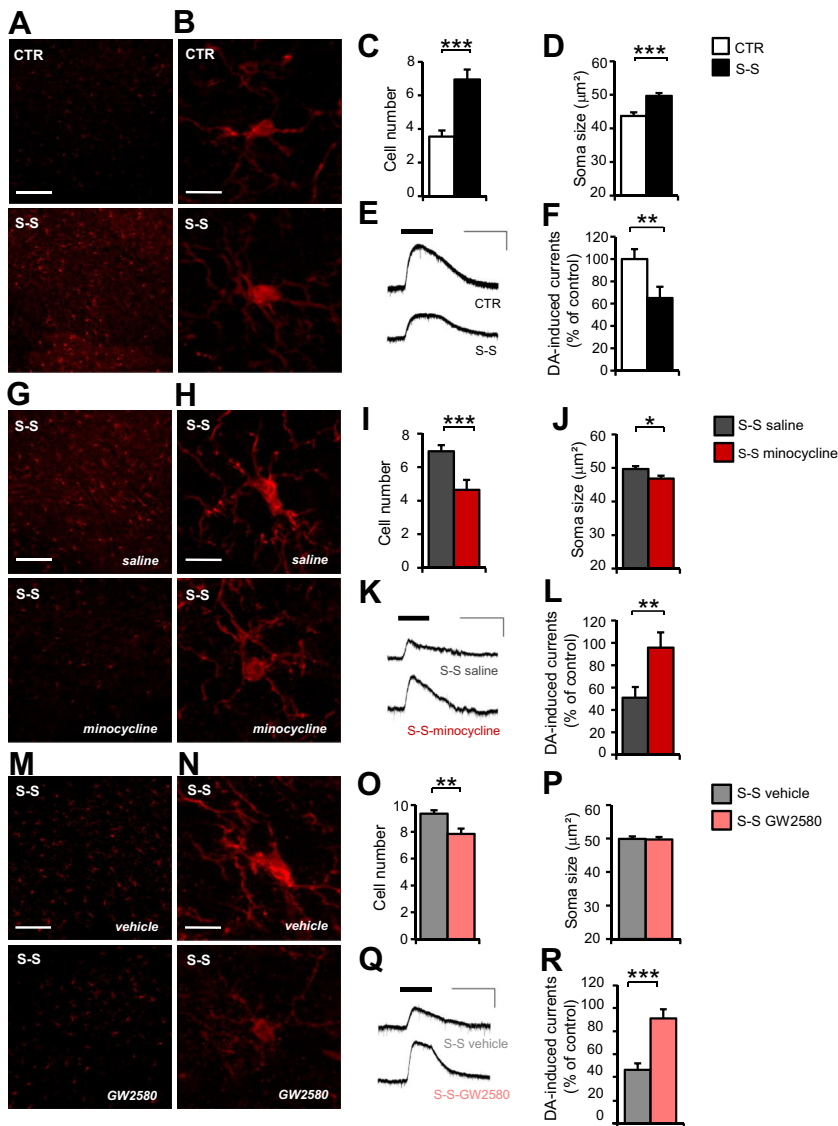 A
CTR
S-S
B
CTR
S-S
C
***
Cell number
8
6
4
2
0
D
***
Soma size (µm²)
60
50
40
30
20
CTR
S-S
E
CTR
S-S
F
**
DA-induced currents
(% of control)
120
100
80
60
40
20
0
G
S-S
saline
S-S
minocycline
H
S-S
saline
S-S
minocycline
I
***
Cell number
8
6
4
2
0
J
*
Soma size (µm²)
60
50
40
30
20
S-S saline
S-S minocycline
K
S-S saline
S-S-minocycline
L
**
DA-induced currents
(% of control)
120
100
80
60
40
20
0
M
S-S
vehicle
S-S
GW2580
N
S-S
vehicle
S-S
GW2580
O
**
Cell number
10
8
6
4
2
0
P
Soma size (µm²)
60
50
40
30
20
S-S vehicle
S-S GW2580
Q
S-S vehicle
S-S-GW2580
R
***
DA-induced currents
(% of control)
120
100
80
60
40
20
0